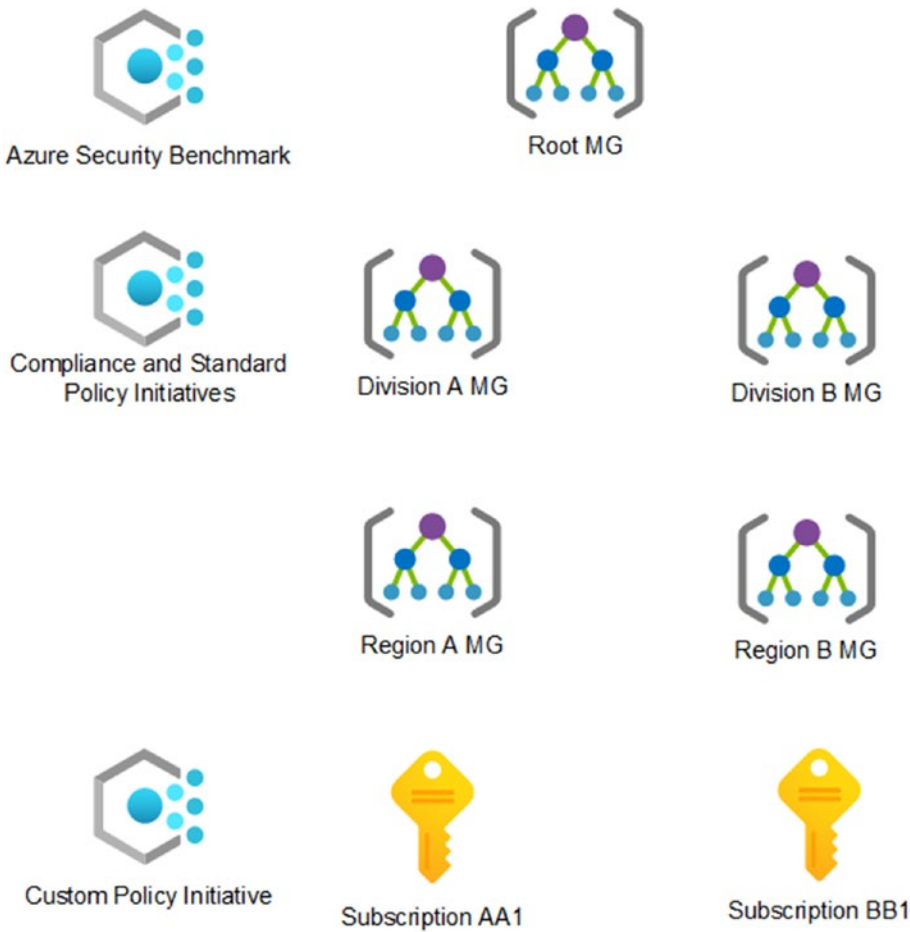 Azure Security Benchmark
Root MG
Compliance and Standard
Policy Initiatives
Division A MG
Division B MG
Region A MG
Region B MG
Custom Policy Initiative
Subscription AA1
Subscription BB1